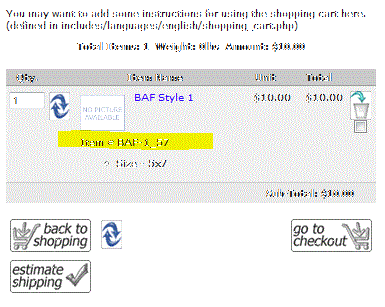 You may want to add some instructions for using the shopping cart here.
(defined in includes/languages/english/shopping_cart.php)
Total Items: 1 Weight: 0lbs Amount: $10.00
Qty. Item Name Unit Total
1 NO PICTURE BAF Style 1 $10.00 $10.00
AVAILABLE
Item < BAF-1, 57
Size - 5x7
Sub-Total: $10.00
back to
shopping
go to
checkout
estimate
shipping